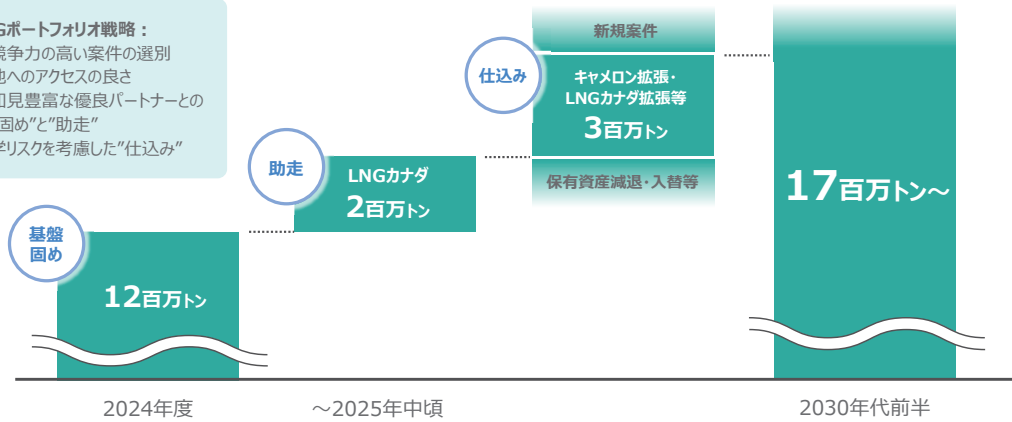 Gポートフォリオ戦略：
競争力の高い案件の選別
へのアクセスの良さ
見豊富な優良パートナーとの
固め”と”助走”
リスクを考慮した”仕込み”
新規案件
仕込み
キャメロン拡張・
LNGカナダ拡張等
3百万トン
保有資産減退・入替等
助走
LNGカナダ
2百万トン
17百万トン～
基盤
固め
12百万トン
2024年度
～2025年中頃
2030年代前半